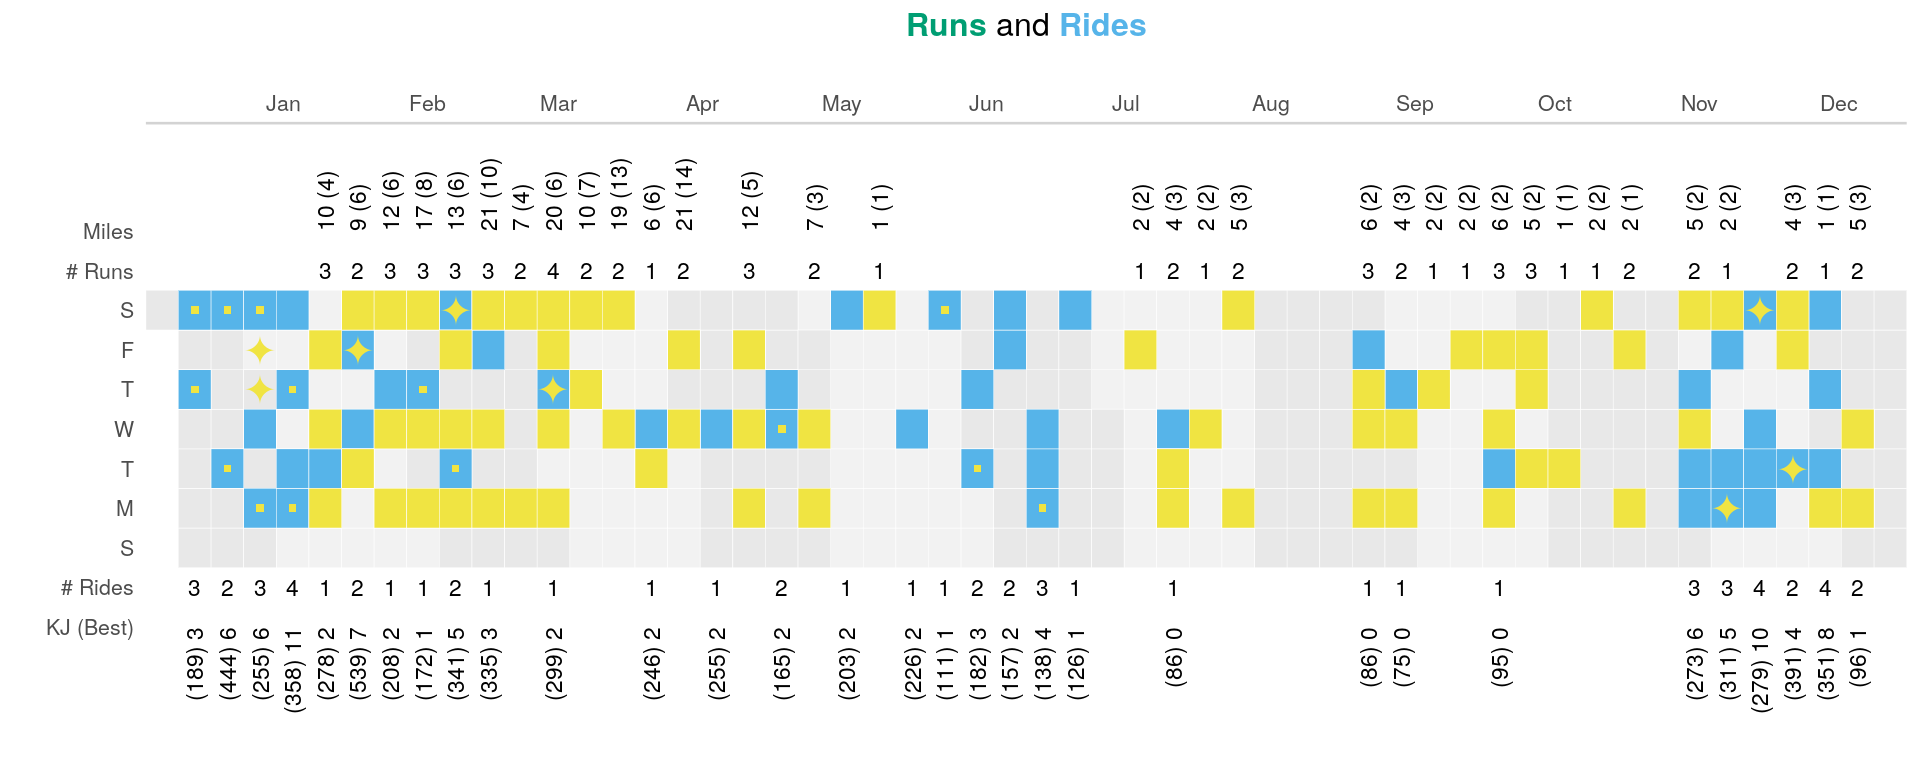 Runs and Rides
Jan Feb Mar Apr May Jun Jul Aug Sep Oct Nov Dec
Miles 10 (4) 9 (6) 12 (6) 17 (8) 13 (6) 21 (10) 7 (4) 20 (6) 10 (7) 19 (13) 6 (6) 21 (14) 12 (5) 7 (3) 1 (1) 2 (2) 4 (3) 2 (2) 5 (3) 6 (2) 4 (3) 2 (2) 2 (2) 6 (2) 5 (2) 1 (1) 2 (2) 2 (1) 5 (2) 2 (2) 4 (3) 1 (1) 5 (3)
# Runs 3 2 3 3 3 3 2 4 2 2 1 2 3 2 1 1 2 1 2 3 2 1 1 3 3 1 1 2 2 1 2 1 2
S
F
T
W
T
M
S
# Rides 3 2 3 4 1 2 1 1 2 1 1 1 1 2 1 1 1 2 2 3 1 1 1 1 1 3 3 4 2 4 2
KJ (Best) (189) 3 (444) 6 (255) 6 (358) 11 (278) 2 (539) 7 (208) 2 (172) 1 (341) 5 (335) 3 (299) 2 (246) 2 (255) 2 (165) 2 (203) 2 (226) 2 (111) 1 (182) 3 (157) 2 (138) 4 (126) 1 (86) 0 (86) 0 (75) 0 (95) 0 (273) 6 (311) 5 (279) 10 (391) 4 (351) 8 (96) 1